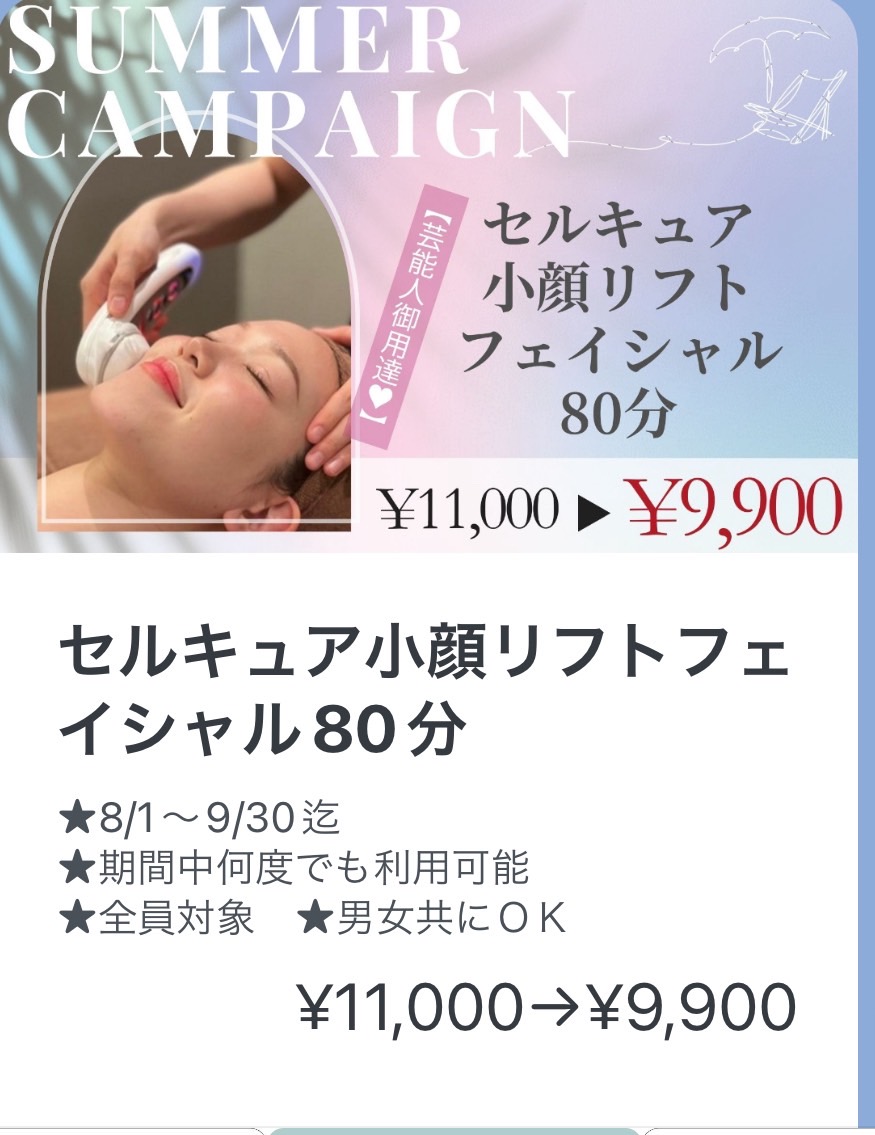 SUMMER
CAMPAIGN
【芸能人御用達♥】
セルキュア
小顔リフト
フェイシャル
80分
¥11,000 ▶ ¥9,900
セルキュア小顔リフトフェ
イシャル80分
★8/1〜9/30迄
★期間中何度でも利用可能
★全員対象　★男女共にＯＫ
¥11,000→¥9,900